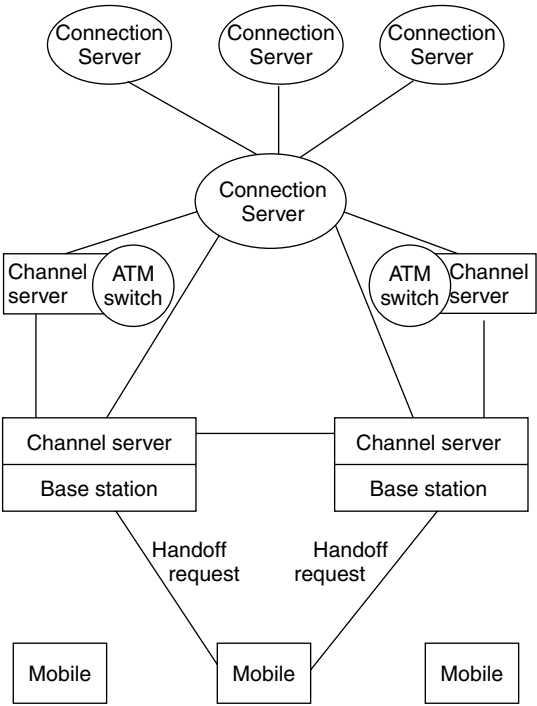 Connection
Server
Connection
Server
Connection
Server
Connection
Server
Channel
server
ATM
switch
ATM
switch
Channel
server
Channel server
Base station
Channel server
Base station
Handoff
request
Handoff
request
Mobile
Mobile
Mobile